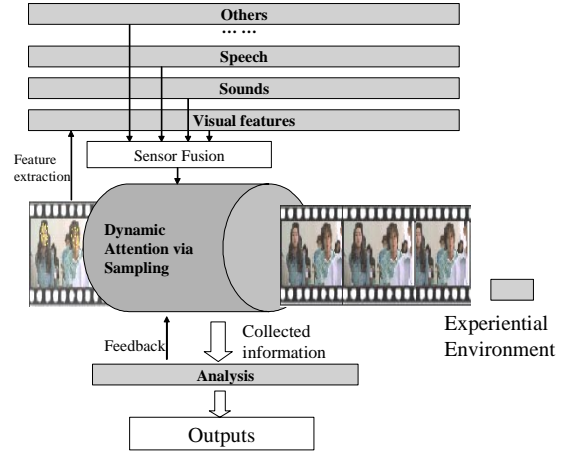 Others
... ...
Speech
Sounds
Visual features
Feature
extraction
Sensor Fusion
Dynamic
Attention via
Sampling
Experiential
Environment
Feedback
Collected
information
Analysis
Outputs